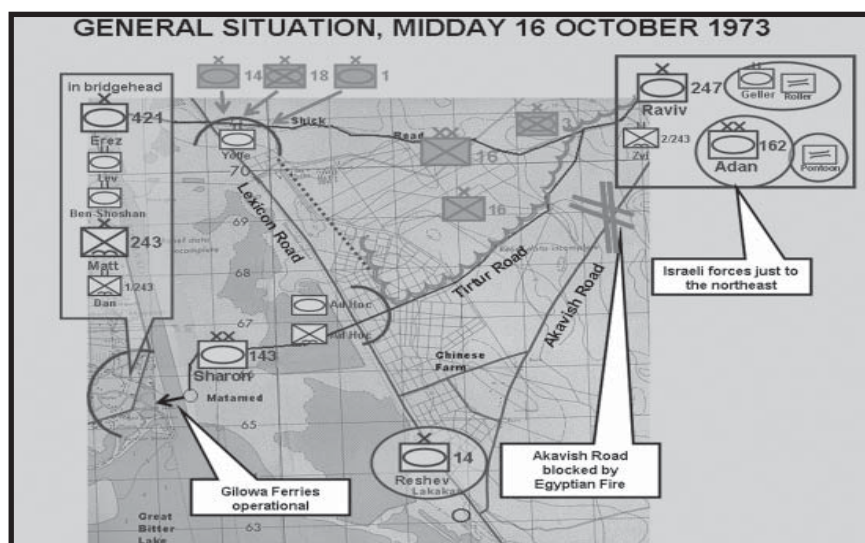 GENERAL SITUATION, MIDDAY 16 OCTOBER 1973
in bridgehead
421
Erez
Lev
Ben-Shoshan
243
Matt
1/243
Dan
14
18
1
Yoffe
Shick
Road
3
16
16
Raviv
247
Geller
Roller
2/243
Zvi
Adan
162
Pontoon
Israeli forces just to
the northeast
70
69
68
67
66
65
63
Lexicon Road
Tirtur Road
Akavish Road
Ad Hoc
Ad Hoc
Sharon
143
Matamed
Chinese
Farm
14
Reshev
Lakakan
Gilowa Ferries
operational
Akavish Road
blocked by
Egyptian Fire
Great
Bitter
Lake